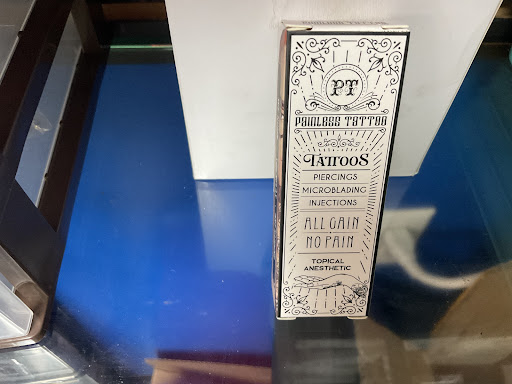 PT
PAINLESS TATTOO
TATTOOS
PIERCINGS
MICROBLADING
INJECTIONS
ALL GAIN
NO PAIN
TOPICAL
ANESTHETIC